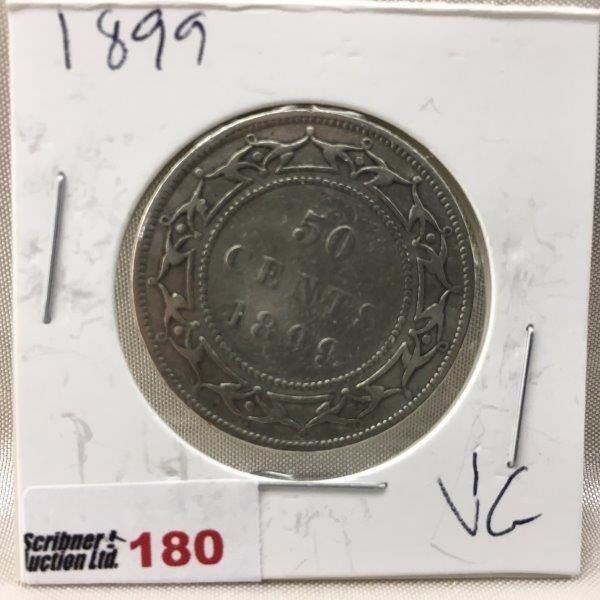 1899
50
CENTS
1899
VG
Scribner
Auction Ltd. 180